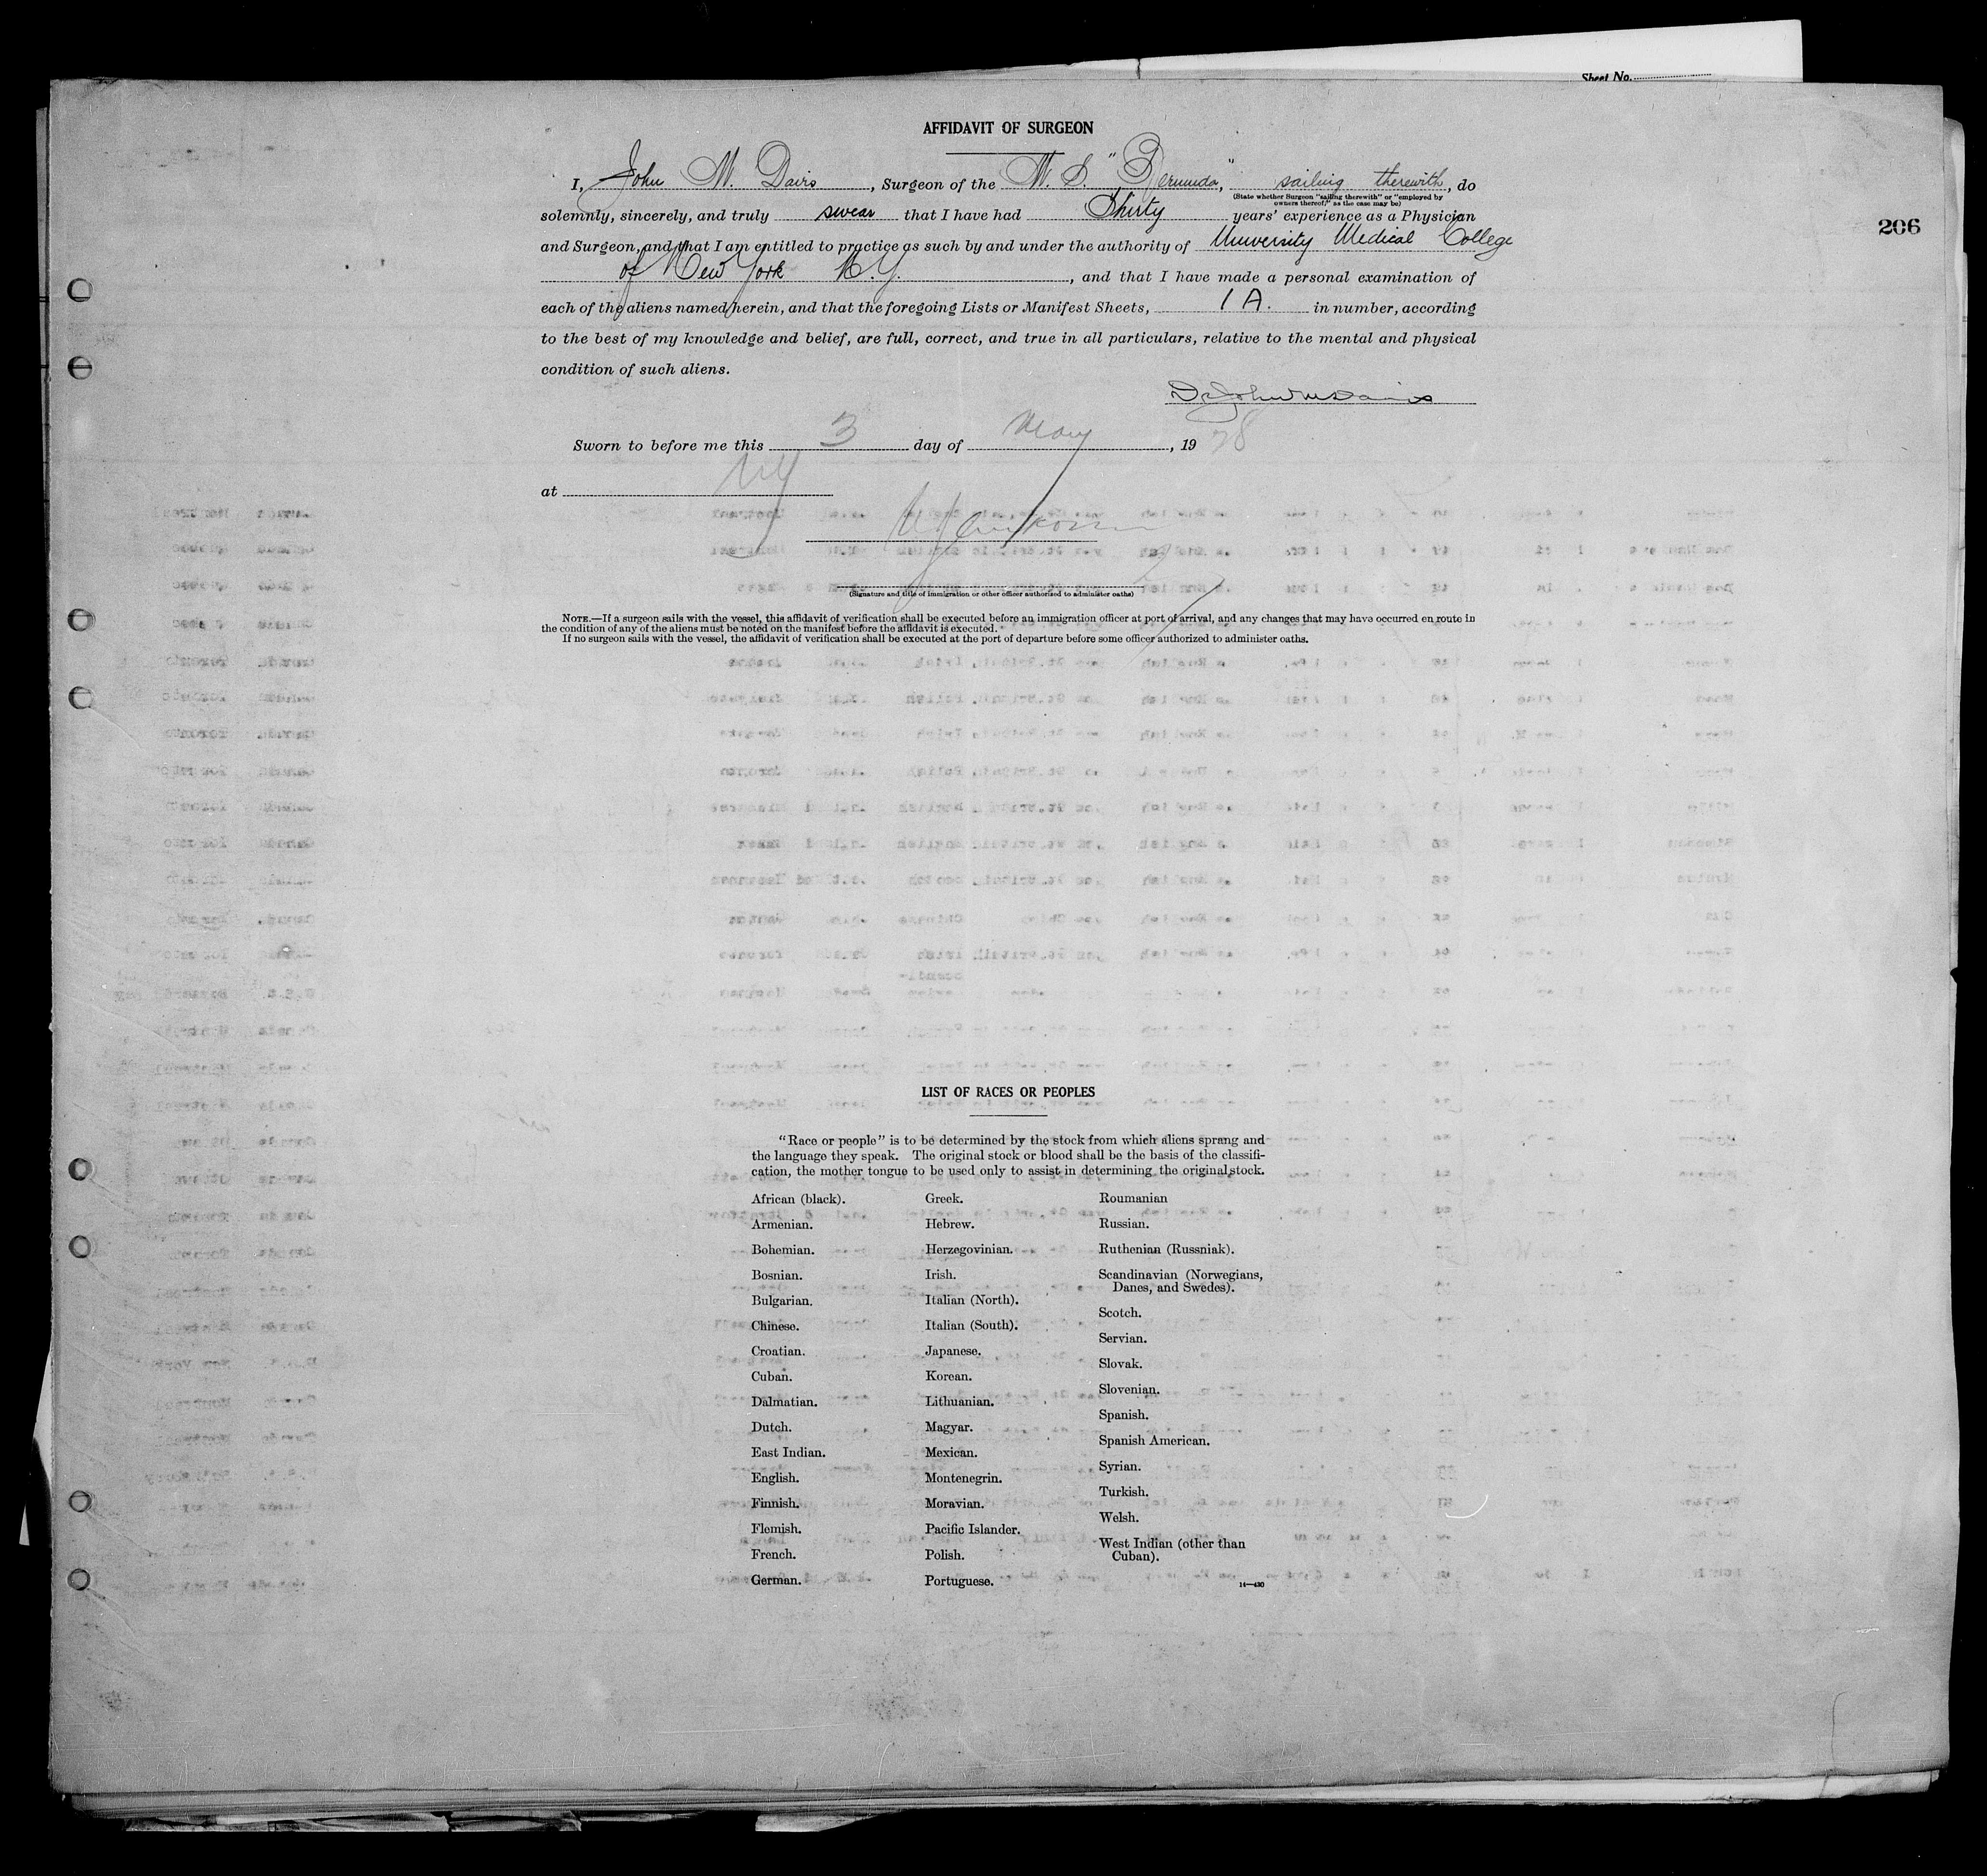 Sheet No.
AFFIDAVIT OF SURGEON
I, John M. Davis, Surgeon of the M. S. "Bermuda," sailing therewith, do
(State whether Surgeon "sailing therewith" or "employed by
owners thereof," as the case may be)
solemnly, sincerely, and truly swear that I have had Thirty years' experience as a Physician
206
and Surgeon, and that I am entitled to practice as such by and under the authority of University Medical College
of New York N.Y., and that I have made a personal examination of
each of the aliens named herein, and that the foregoing Lists or Manifest Sheets, 1 A. in number, according
to the best of my knowledge and belief, are full, correct, and true in all particulars, relative to the mental and physical
condition of such aliens.
Dr John M Davis
Sworn to before me this 3 day of May, 1928
at NY
(Signature and title of immigration or other officer authorized to administer oaths)
NOTE.—If a surgeon sails with the vessel, this affidavit of verification shall be executed before an immigration officer at port of arrival, and any changes that may have occurred en route in
the condition of any of the aliens must be noted on the manifest before the affidavit is executed.
If no surgeon sails with the vessel, the affidavit of verification shall be executed at the port of departure before some officer authorized to administer oaths.
LIST OF RACES OR PEOPLES
"Race or people" is to be determined by the stock from which aliens sprang and
the language they speak. The original stock or blood shall be the basis of the classifi-
cation, the mother tongue to be used only to assist in determining the original stock.
African (black).
Armenian.
Bohemian.
Bosnian.
Bulgarian.
Chinese.
Croatian.
Cuban.
Dalmatian.
Dutch.
East Indian.
English.
Finnish.
Flemish.
French.
German.
Greek.
Hebrew.
Herzegovinian.
Irish.
Italian (North).
Italian (South).
Japanese.
Korean.
Lithuanian.
Magyar.
Mexican.
Montenegrin.
Moravian.
Pacific Islander.
Polish.
Portuguese.
Roumanian
Russian.
Ruthenian (Russniak).
Scandinavian (Norwegians,
Danes, and Swedes).
Scotch.
Servian.
Slovak.
Slovenian.
Spanish.
Spanish American.
Syrian.
Turkish.
Welsh.
West Indian (other than
Cuban).
14—430